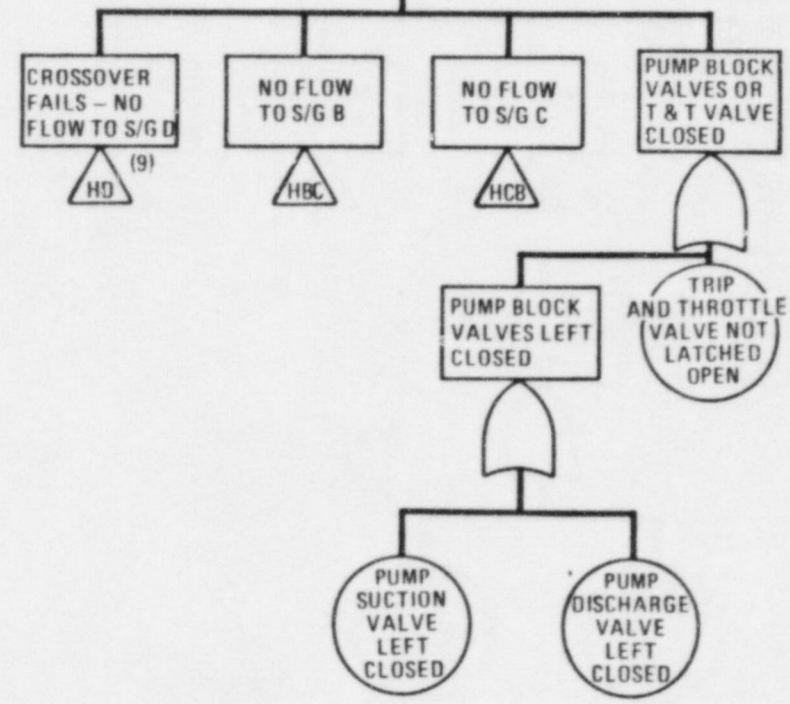 CROSSOVER
FAILS – NO
FLOW TO S/G D
(9)
HD
NO FLOW
TO S/G B
HBC
NO FLOW
TO S/G C
HCB
PUMP BLOCK
VALVES OR
T & T VALVE
CLOSED
PUMP BLOCK
VALVES LEFT
CLOSED
TRIP
AND THROTTLE
VALVE NOT
LATCHED
OPEN
PUMP
SUCTION
VALVE
LEFT
CLOSED
PUMP
DISCHARGE
VALVE
LEFT
CLOSED